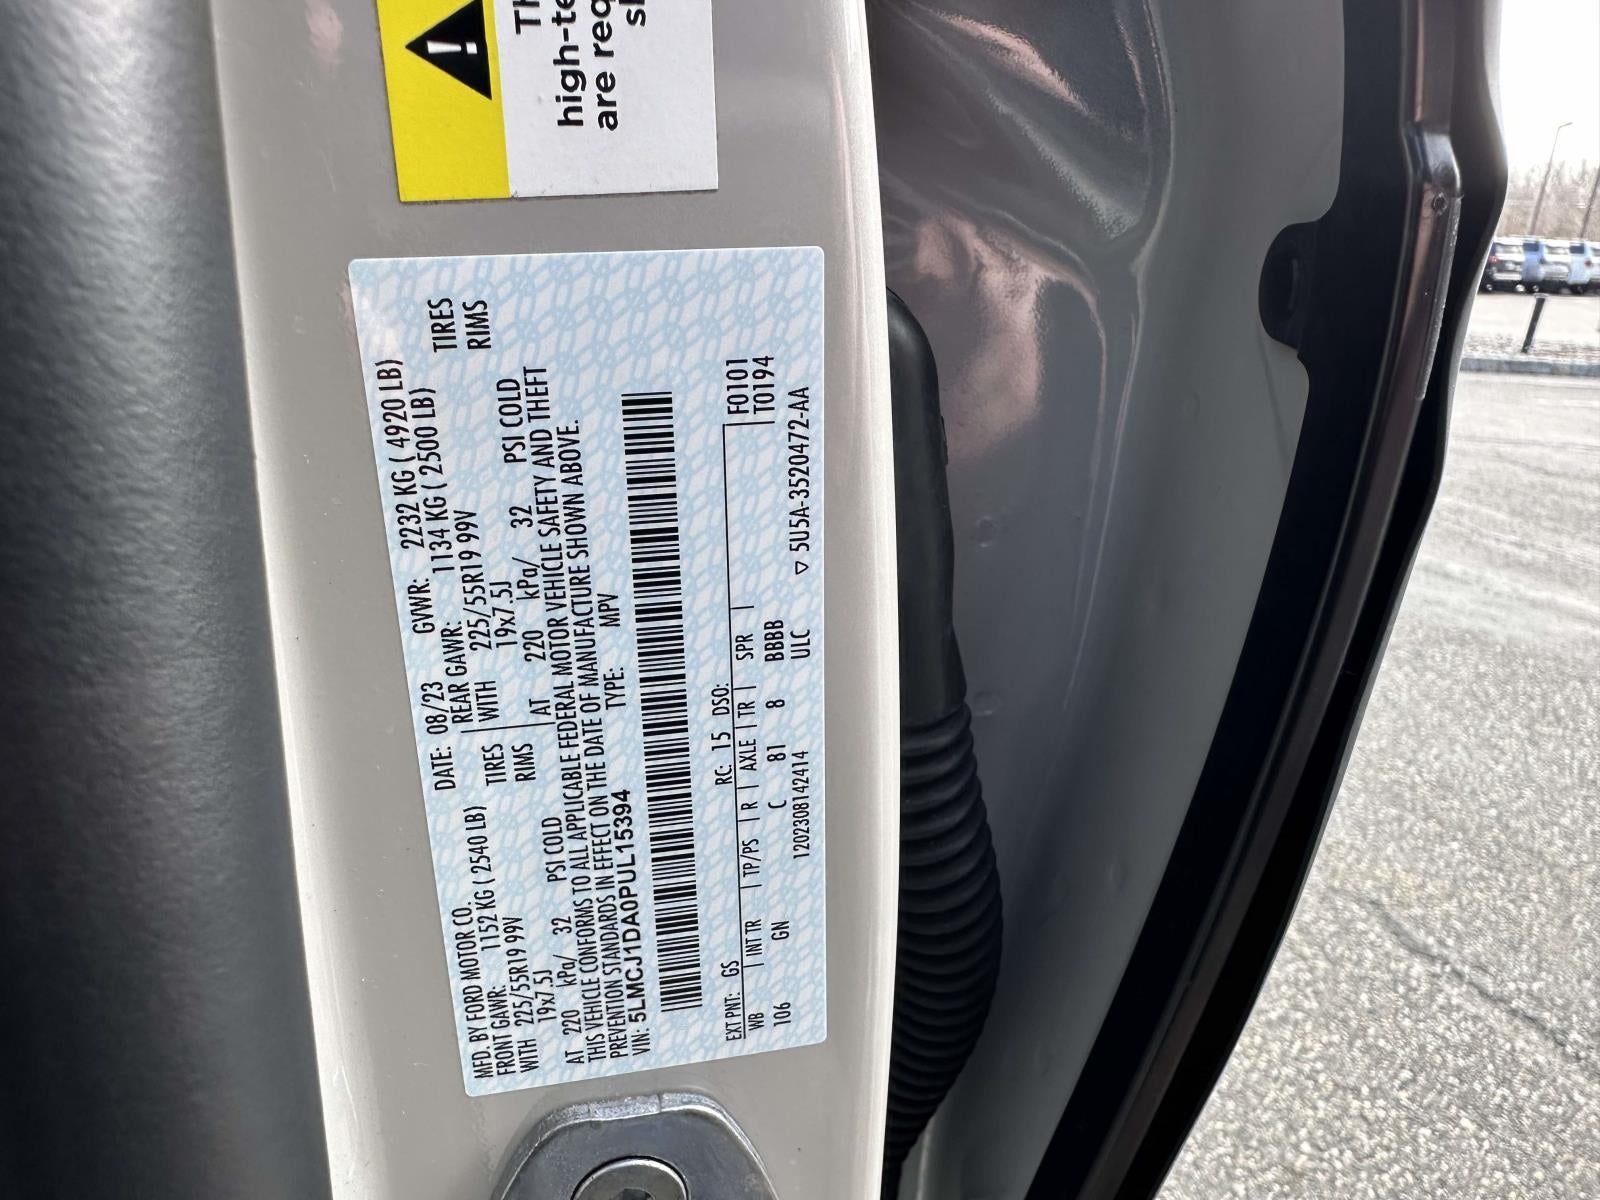 TH
high-te
are req
sh
MFD. BY FORD MOTOR CO.
DATE: 08/23 GVWR: 2232 KG ( 4920 LB)
FRONT GAWR: 1152 KG ( 2540 LB) REAR GAWR: 1134 KG ( 2500 LB)
WITH 225/55R19 99V TIRES WITH 225/55R19 99V TIRES
19x7.5J RIMS 19x7.5J RIMS
AT 220 kPa/ 32 PSI COLD AT 220 kPa/ 32 PSI COLD
THIS VEHICLE CONFORMS TO ALL APPLICABLE FEDERAL MOTOR VEHICLE SAFETY AND THEFT
PREVENTION STANDARDS IN EFFECT ON THE DATE OF MANUFACTURE SHOWN ABOVE.
VIN: 5LMCJ1DA0PUL15394 TYPE: MPV
EXT PNT: GS RC: 15 DSO: F0101
WB INT TR TP/PS R AXLE TR SPR T0194
106 GN C 81 8 BBBB
120230814241​4 ULC ▽ 5U5A-3520472-AA